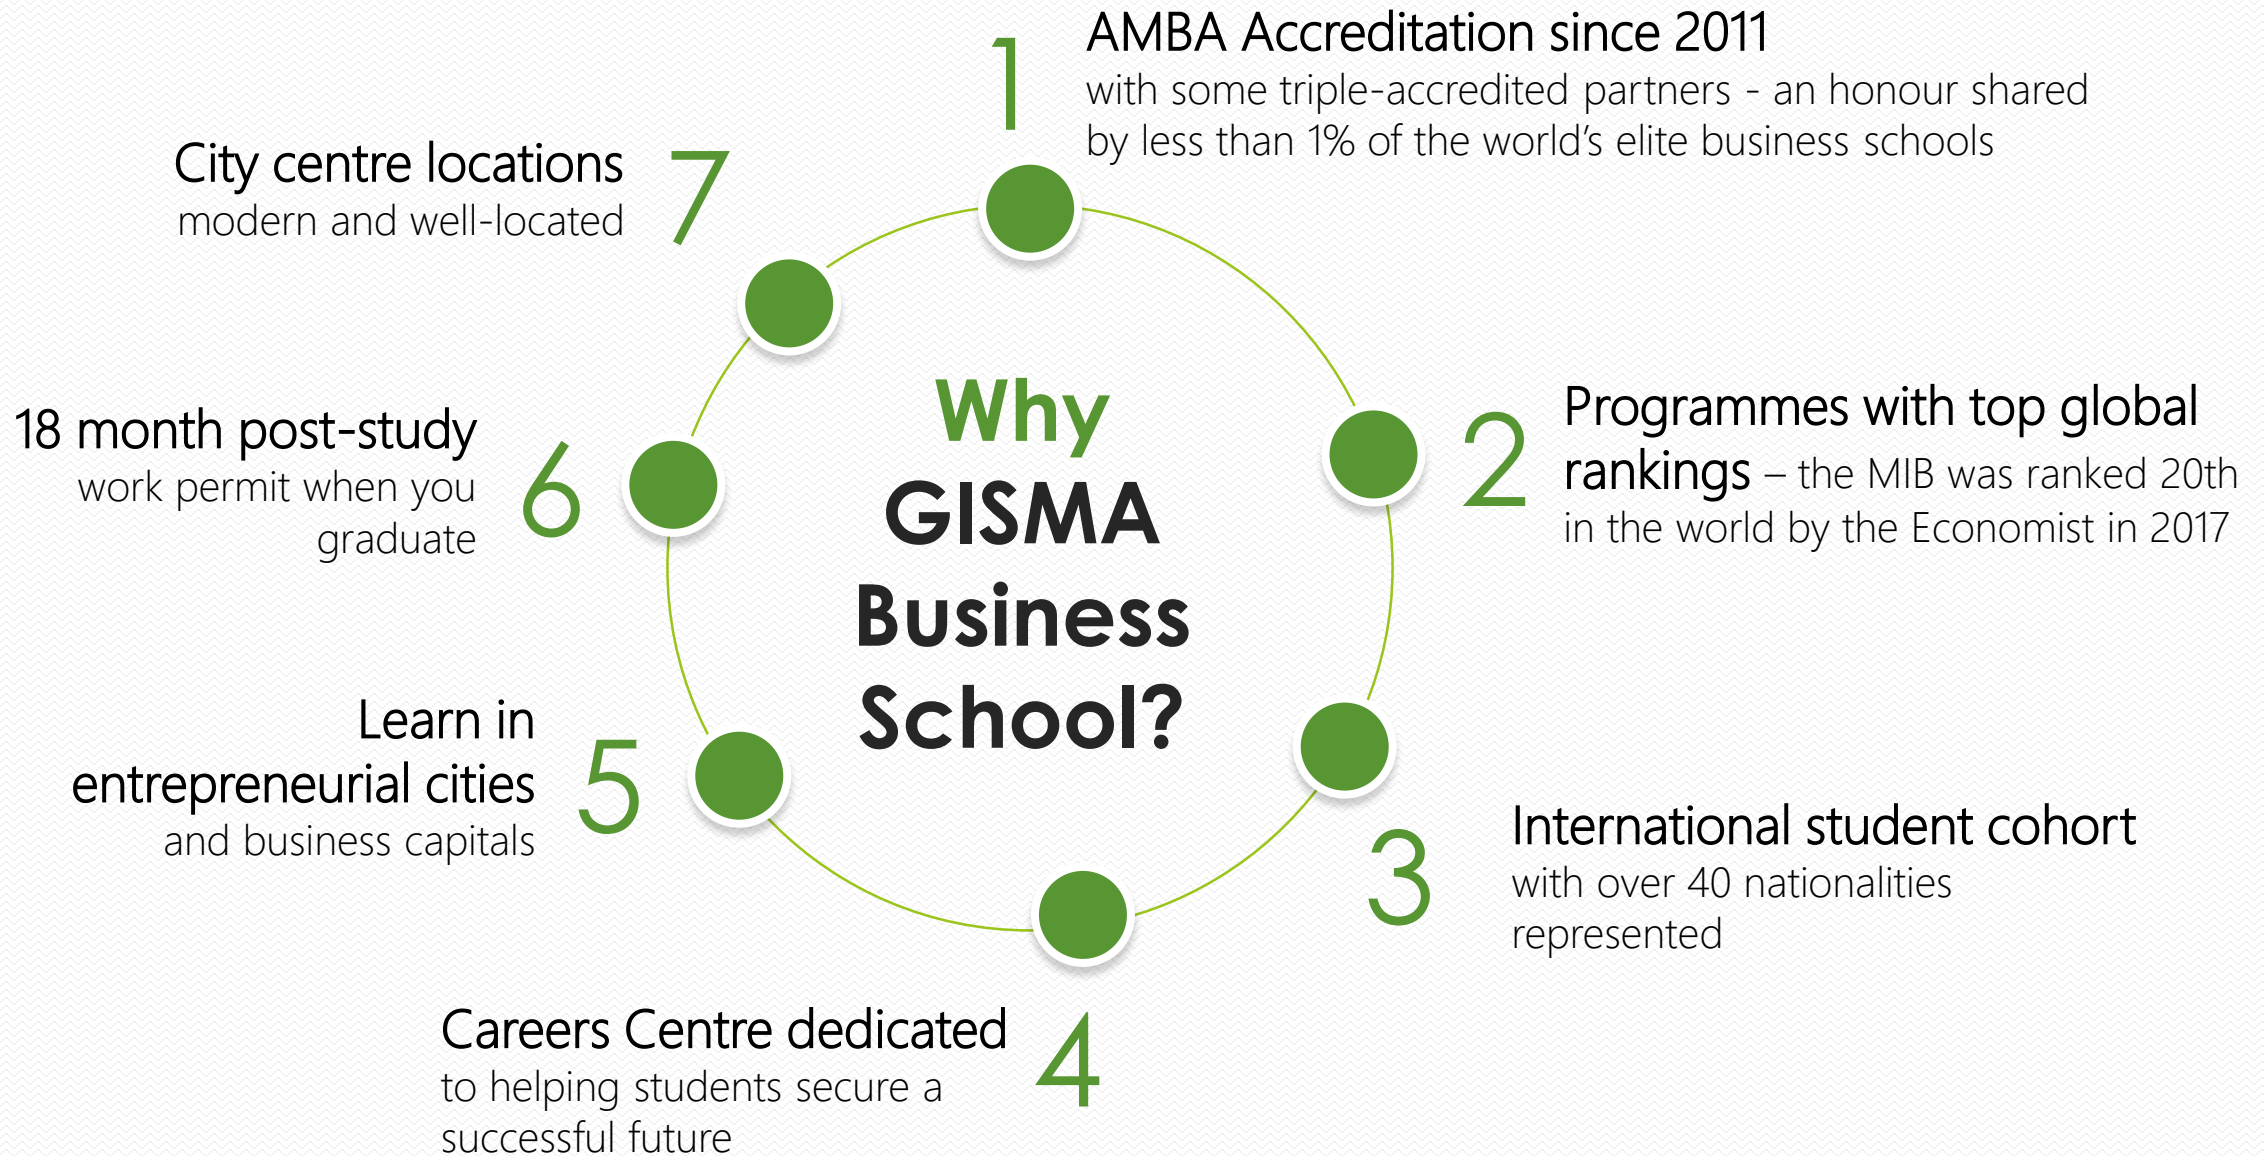 Why
GISMA
Business
School?
1
AMBA Accreditation since 2011
with some triple-accredited partners - an honour shared
by less than 1% of the world's elite business schools
2
Programmes with top global
rankings – the MIB was ranked 20th
in the world by the Economist in 2017
3
International student cohort
with over 40 nationalities
represented
4
Careers Centre dedicated
to helping students secure a
successful future
5
Learn in
entrepreneurial cities
and business capitals
6
18 month post-study
work permit when you
graduate
7
City centre locations
modern and well-located